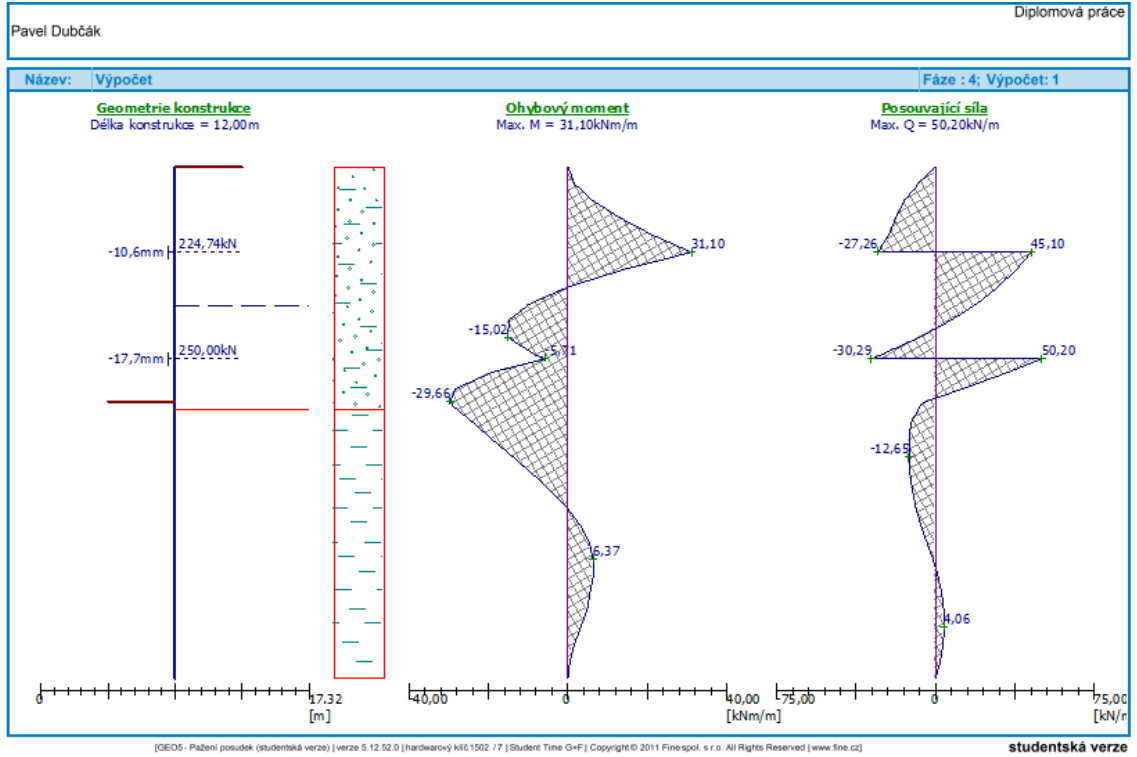 Diplomová práce
Pavel Dubčák
Název: Výpočet Fáze : 4; Výpočet: 1
Geometrie konstrukce
Délka konstrukce = 12,00m
Ohybový moment
Max. M = 31,10kNm/m
Posouvající síla
Max. Q = 50,20kN/m
-10,6mm 224,74kN
-17,7mm 250,00kN
31,10
-15,02
-5,71
-29,66
6,37
-27,26 45,10
-30,29 50,20
-12,65
4,06
0 17.32
[m]
-40,00 0 40,00
[kNm/m]
-75,00 0 75,00
[kN/m
[GEO5 - Pažení posudek (studentská verze) | verze 5.12.52.0 | hardwarový klíč 1502 / 7 | Student Time G+F | Copyright © 2011 Fine spol. s r.o. All Rights Reserved | www.fine.cz]
studentská verze